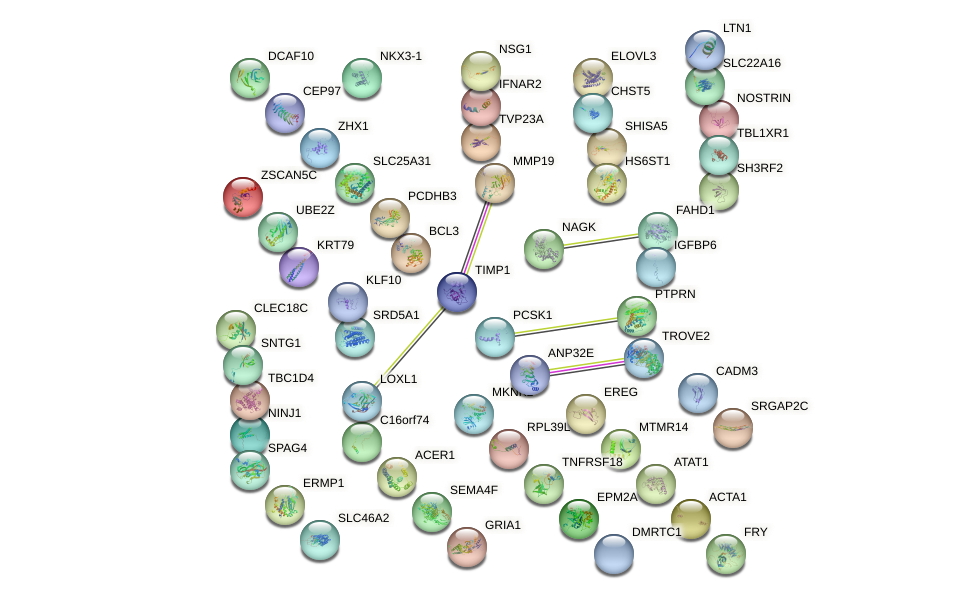 LTN1
NSG1
DCAF10
NKX3-1
ELOVL3
SLC22A16
IFNAR2
CEP97
CHST5
NOSTRIN
TVP23A
ZHX1
SHISA5
TBL1XR1
SLC25A31
MMP19
HS6ST1
SH3RF2
ZSCAN5C
PCDHB3
UBE2Z
FAHD1
BCL3
NAGK
KRT79
IGFBP6
TIMP1
KLF10
PTPRN
CLEC18C
SRD5A1
PCSK1
SNTG1
TROVE2
ANP32E
TBC1D4
LOXL1
CADM3
EREG
SRGAP2C
NINJ1
C16orf74
RPL39L
MTMR14
SPAG4
ACER1
TNFRSF18
ATAT1
ERMP1
SEMA4F
EPM2A
ACTA1
SLC46A2
GRIA1
DMRTC1
FRY